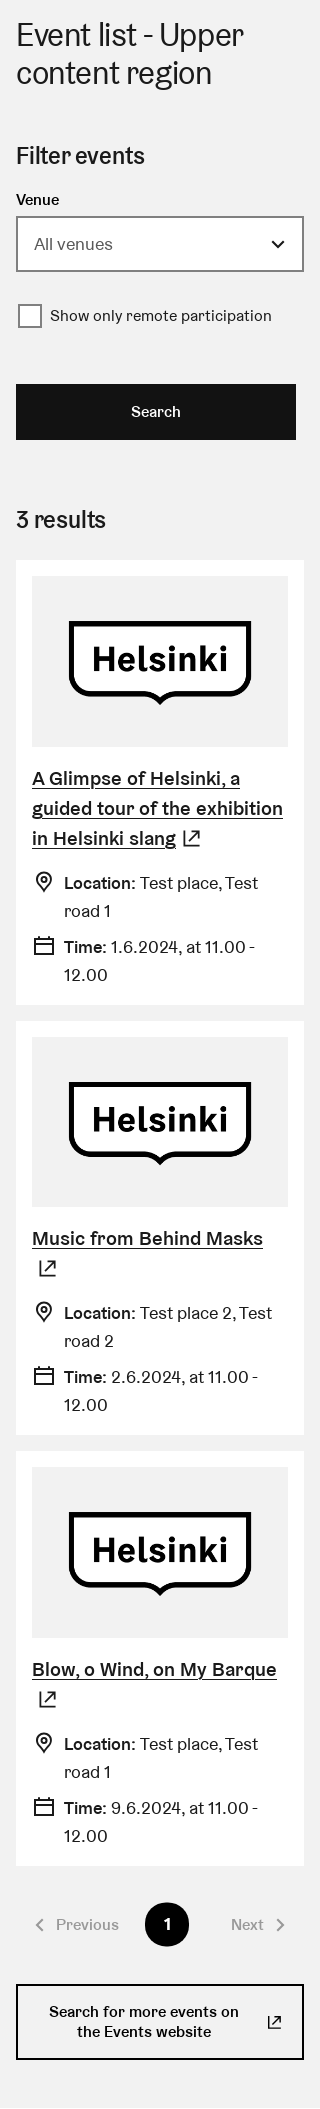 Event list - Upper
content region
Filter events
Venue
All venues
Show only remote participation
Search
3 results
Helsinki
A Glimpse of Helsinki, a
guided tour of the exhibition
in Helsinki slang
Location: Test place, Test
road 1
Time: 1.6.2024, at 11.00 -
12.00
Helsinki
Music from Behind Masks
Location: Test place 2, Test
road 2
Time: 2.6.2024, at 11.00 -
12.00
Helsinki
Blow, o Wind, on My Barque
Location: Test place, Test
road 1
Time: 9.6.2024, at 11.00 -
12.00
Previous 1 Next
Search for more events on
the Events website